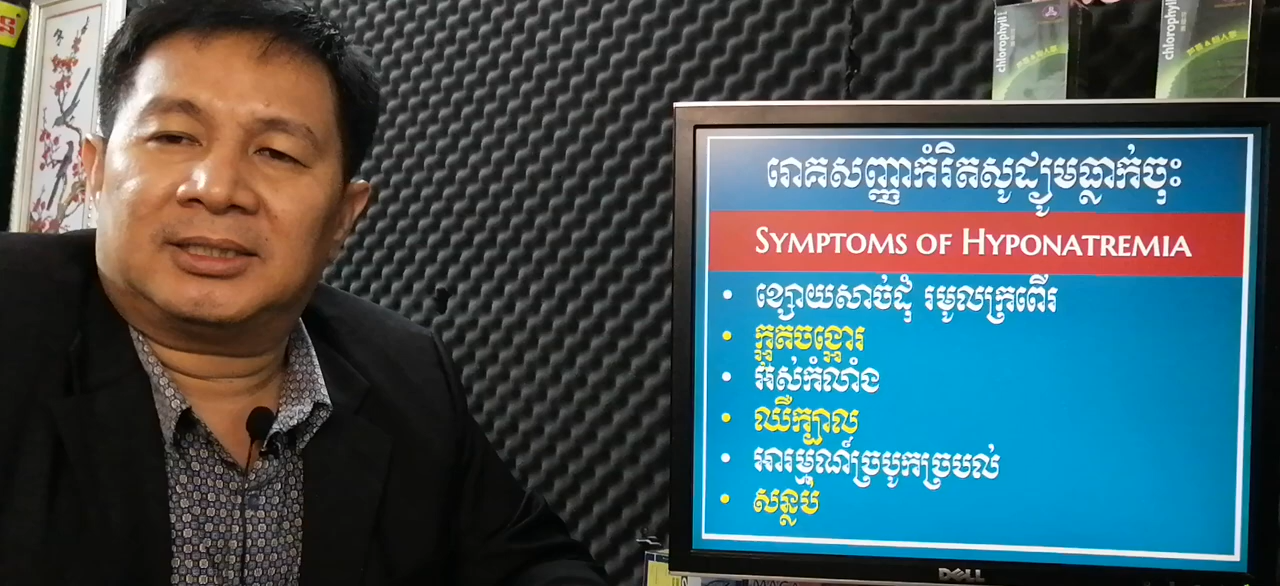 chlorophyll
chlorophyll
រោគសញ្ញាកំរិតសូដ្យូមធ្លាក់ចុះ
SYMPTOMS OF HYPONATREMIA
• ខ្សោយសាច់ដុំ រមូលក្រពើរ
• ក្អួតចង្អោរ
• អស់កំលាំង
• ឈឺក្បាល
• អារម្មណ៍ច្របូកច្របល់
• សន្លប់
DELL